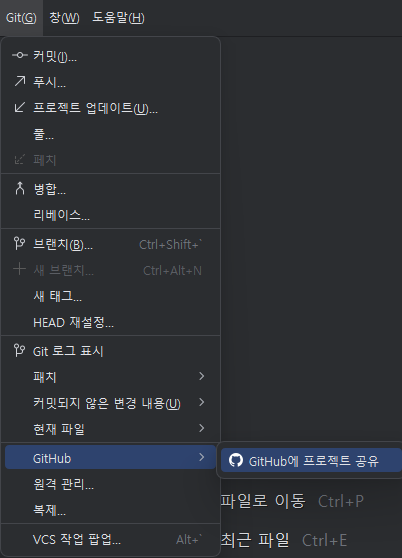 Git(G) 창(W) 도움말(H)
커밋(I)...
푸시...
프로젝트 업데이트(U)...
풀...
페치
병합...
리베이스...
브랜치(B)... Ctrl+Shift+`
새 브랜치... Ctrl+Alt+N
새 태그...
HEAD 재설정...
Git 로그 표시
패치
커밋되지 않은 변경 내용(U)
현재 파일
GitHub
GitHub에 프로젝트 공유
원격 관리...
파일로 이동 Ctrl+P
복제...
VCS 작업 팝업... Alt+`
최근 파일 Ctrl+E